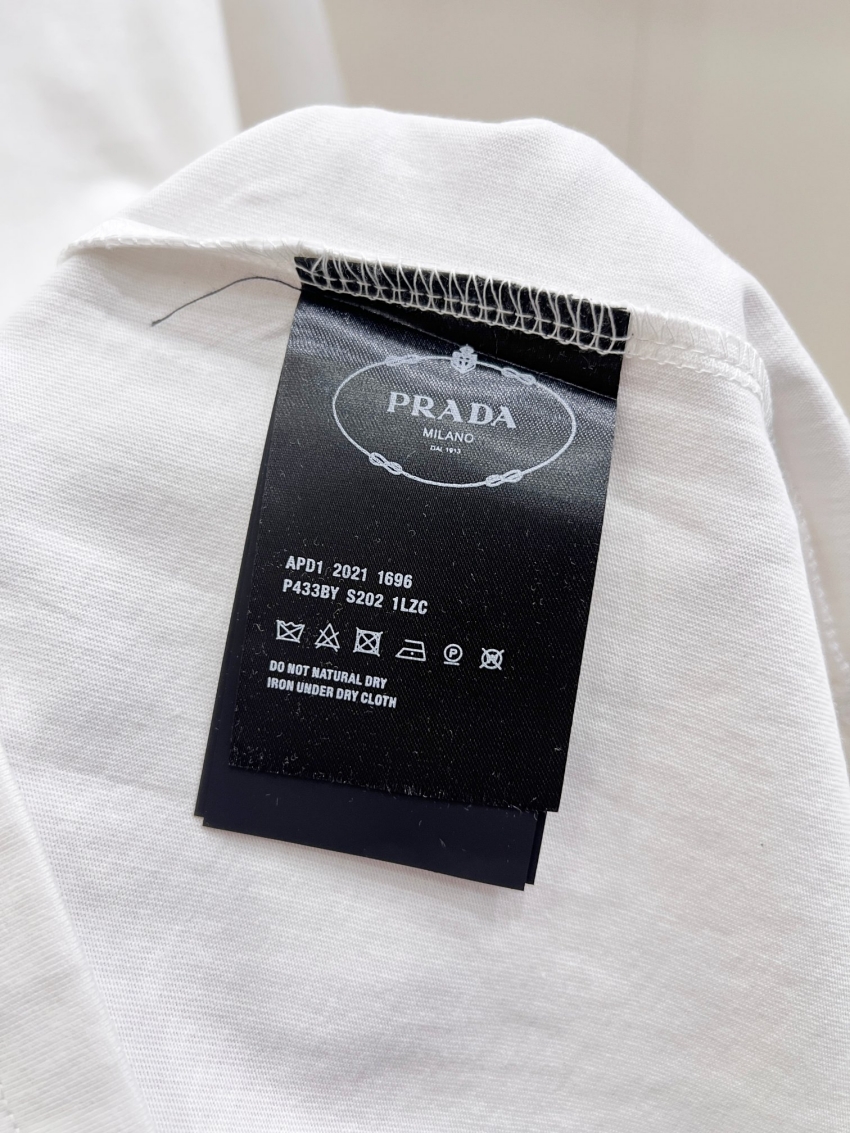 PRADA
MILANO
DAL 1913
APD1 2021 1696
P433BY S202 1LZC
P
DO NOT NATURAL DRY
IRON UNDER DRY CLOTH